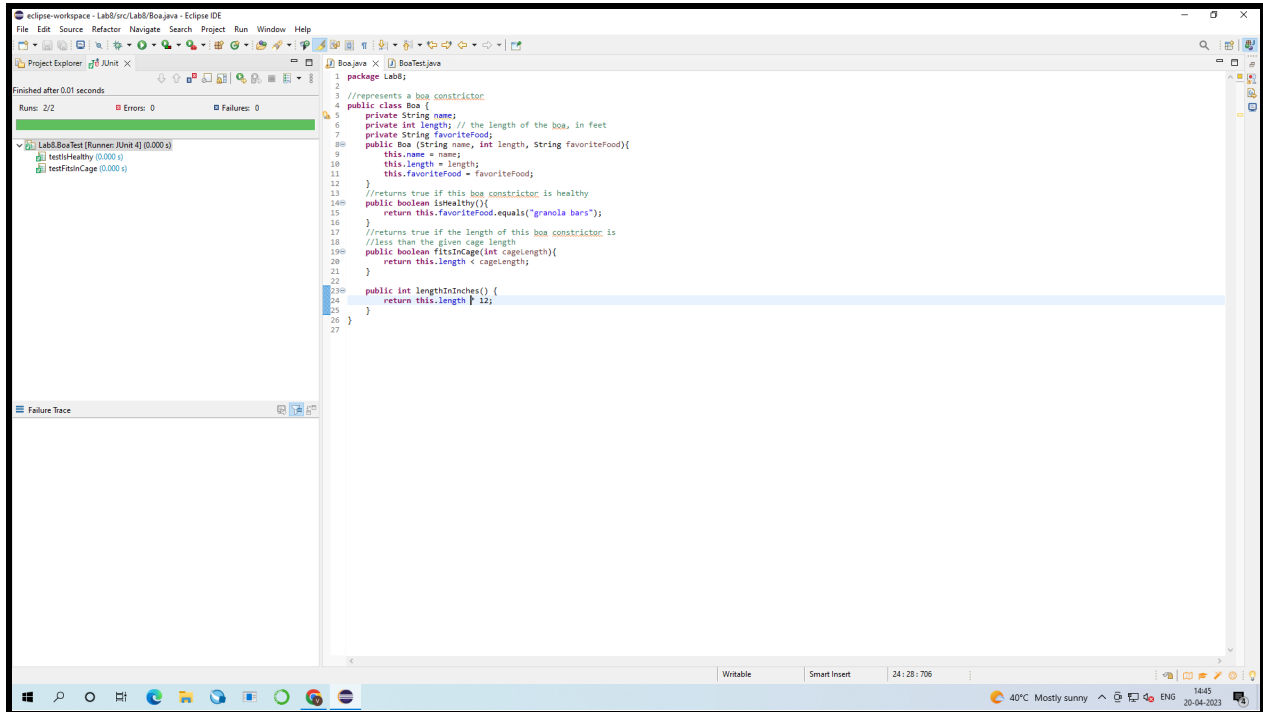 eclipse-workspace - Lab8/src/Lab8/Boa.java - Eclipse IDE
File Edit Source Refactor Navigate Search Project Run Window Help
Project Explorer JUnit
Boa.java BoaTest.java
Finished after 0.01 seconds
Runs: 2/2 Errors: 0 Failures: 0
Lab8.BoaTest [Runner: JUnit 4] (0.000 s)
testIsHealthy (0.000 s)
testFitsInCage (0.000 s)
Failure Trace
1 package Lab8;
2
3 //represents a boa constrictor
4 public class Boa {
5 private String name;
6 private int length; // the length of the boa, in feet
7 private String favoriteFood;
8 public Boa (String name, int length, String favoriteFood){
9 this.name = name;
10 this.length = length;
11 this.favoriteFood = favoriteFood;
12 }
13 //returns true if this boa constrictor is healthy
14 public boolean isHealthy(){
15 return this.favoriteFood.equals("granola bars");
16 }
17 //returns true if the length of this boa constrictor is
18 //less than the given cage length
19 public boolean fitsInCage(int cageLength){
20 return this.length < cageLength;
21 }
22
23 public int lengthInInches() {
24 return this.length * 12;
25 }
26 }
27
Writable Smart Insert 24 : 28 : 706
40°C Mostly sunny ENG 14:45
20-04-2023
4